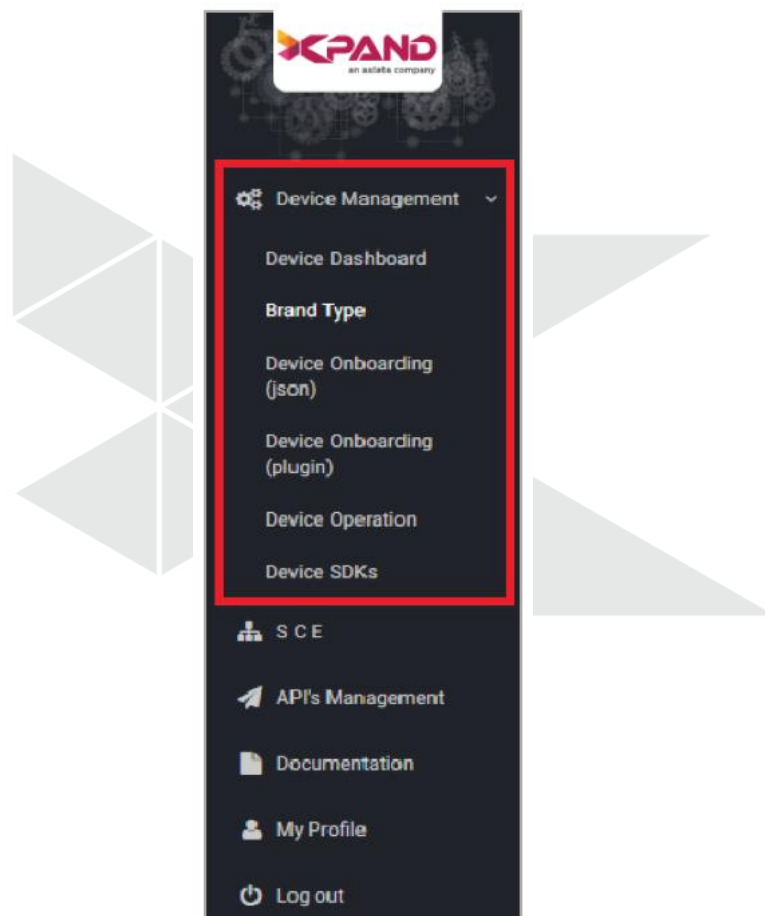 XPAND
an axiata company
Device Management
Device Dashboard
Brand Type
Device Onboarding
(json)
Device Onboarding
(plugin)
Device Operation
Device SDKs
S C E
API's Management
Documentation
My Profile
Log out